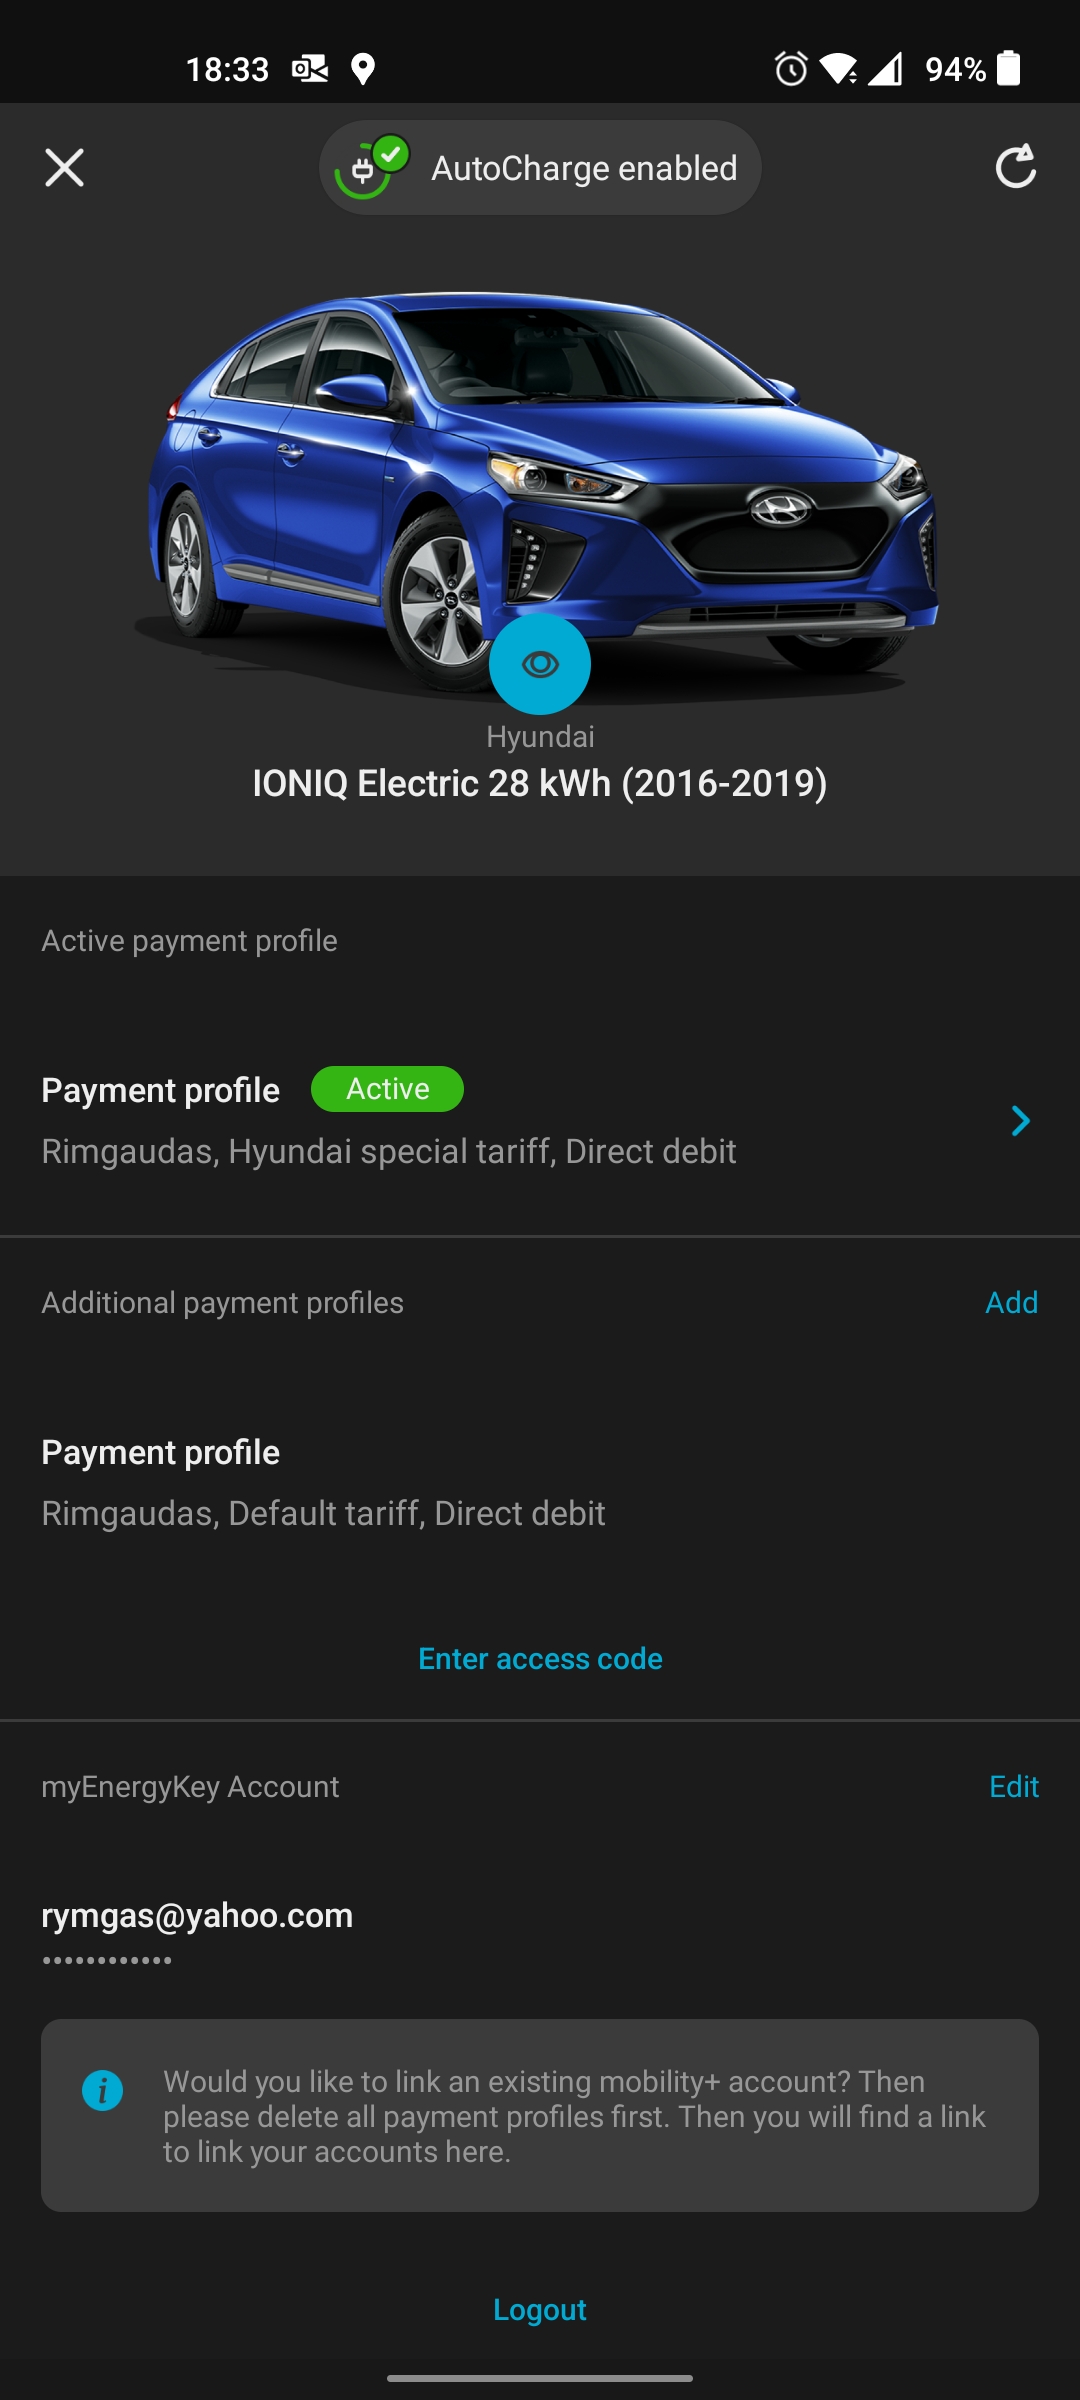 18:33
94%
AutoCharge enabled
Hyundai
IONIQ Electric 28 kWh (2016-2019)
Active payment profile
Payment profile Active
Rimgaudas, Hyundai special tariff, Direct debit
Additional payment profiles Add
Payment profile
Rimgaudas, Default tariff, Direct debit
Enter access code
myEnergyKey Account Edit
rymgas@yahoo.com
••••••••••••
Would you like to link an existing mobility+ account? Then
please delete all payment profiles first. Then you will find a link
to link your accounts here.
Logout